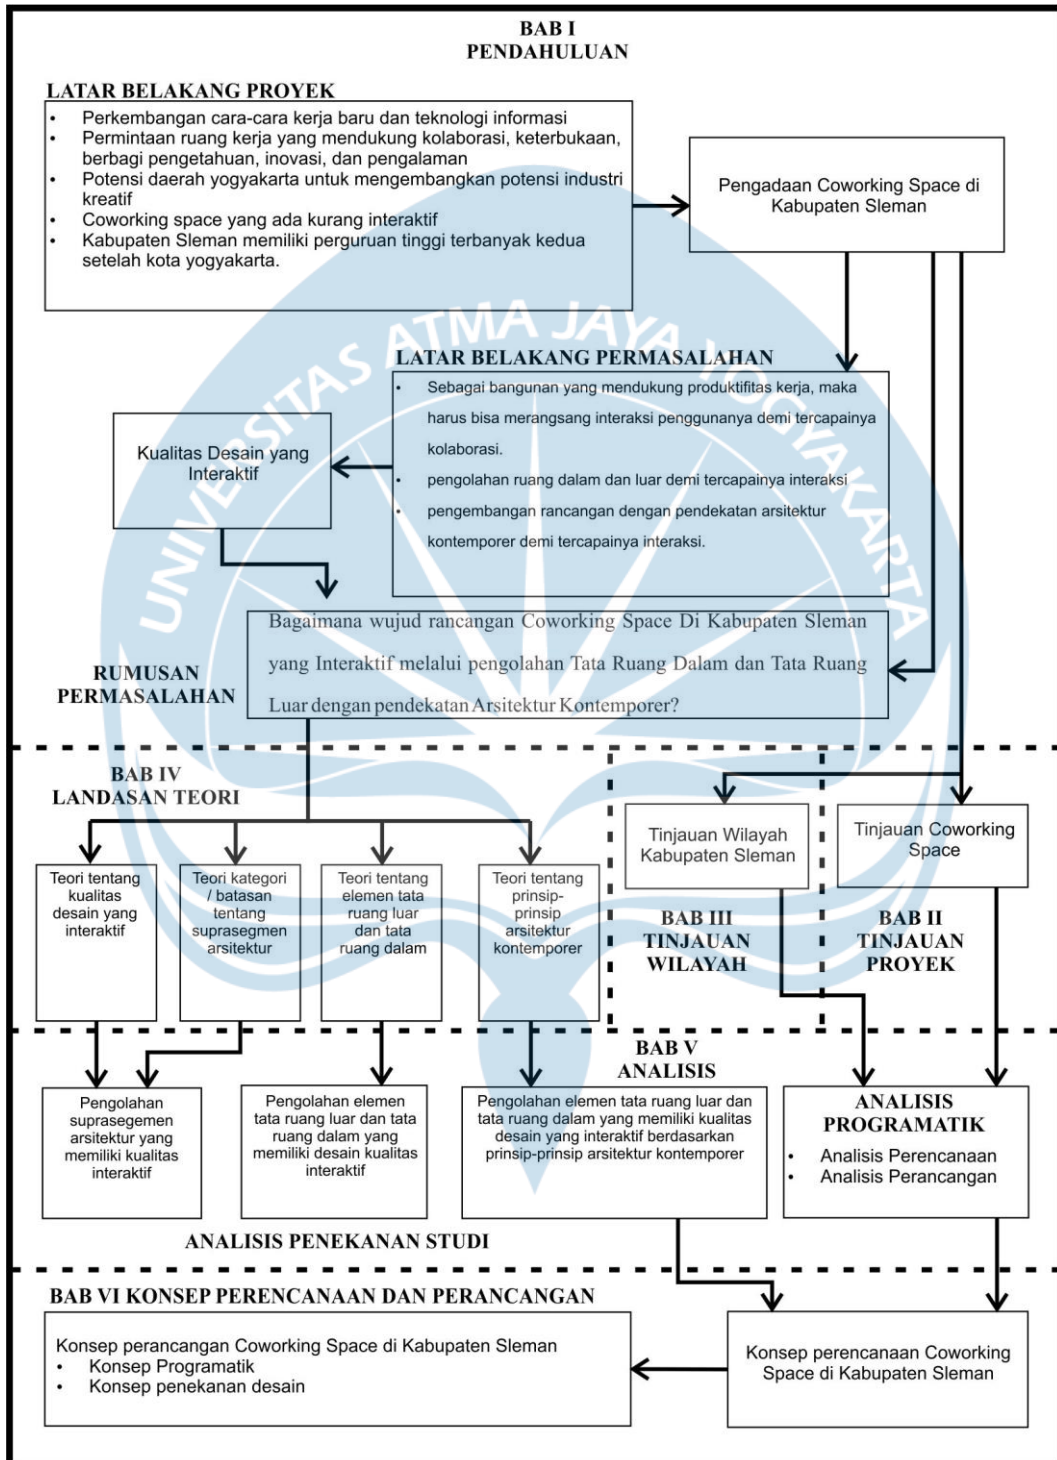 BAB I
PENDAHULUAN
LATAR BELAKANG PROYEK
• Perkembangan cara-cara kerja baru dan teknologi informasi
• Permintaan ruang kerja yang mendukung kolaborasi, keterbukaan,
berbagi pengetahuan, inovasi, dan pengalaman
• Potensi daerah yogyakarta untuk mengembangkan potensi industri
kreatif
• Coworking space yang ada kurang interaktif
• Kabupaten Sleman memiliki perguruan tinggi terbanyak kedua
setelah kota yogyakarta.
Pengadaan Coworking Space di
Kabupaten Sleman
UNIVERSITAS ATMA JAYA YOGYAKARTA
LATAR BELAKANG PERMASALAHAN
• Sebagai bangunan yang mendukung produktifitas kerja, maka
harus bisa merangsang interaksi penggunanya demi tercapainya
kolaborasi.
• pengolahan ruang dalam dan luar demi tercapainya interaksi
• pengembangan rancangan dengan pendekatan arsitektur
kontemporer demi tercapainya interaksi.
Kualitas Desain yang
Interaktif
RUMUSAN
PERMASALAHAN
Bagaimana wujud rancangan Coworking Space Di Kabupaten Sleman
yang Interaktif melalui pengolahan Tata Ruang Dalam dan Tata Ruang
Luar dengan pendekatan Arsitektur Kontemporer?
BAB IV
LANDASAN TEORI
Teori tentang
kualitas
desain yang
interaktif
Teori kategori
/ batasan
tentang
suprasegmen
arsitektur
Teori tentang
elemen tata
ruang luar
dan tata
ruang dalam
Teori tentang
prinsip-
prinsip
arsitektur
kontemporer
Tinjauan Wilayah
Kabupaten Sleman
BAB III
TINJAUAN
WILAYAH
Tinjauan Coworking
Space
BAB II
TINJAUAN
PROYEK
BAB V
ANALISIS
Pengolahan
suprasegemen
arsitektur yang
memiliki kualitas
interaktif
Pengolahan elemen
tata ruang luar dan tata
ruang dalam yang
memiliki desain kualitas
interaktif
Pengolahan elemen tata ruang luar dan
tata ruang dalam yang memiliki kualitas
desain yang interaktif berdasarkan
prinsip-prinsip arsitektur kontemporer
ANALISIS
PROGRAMATIK
• Analisis Perencanaan
• Analisis Perancangan
ANALISIS PENEKANAN STUDI
BAB VI KONSEP PERENCANAAN DAN PERANCANGAN
Konsep perancangan Coworking Space di Kabupaten Sleman
• Konsep Programatik
• Konsep penekanan desain
Konsep perencanaan Coworking
Space di Kabupaten Sleman